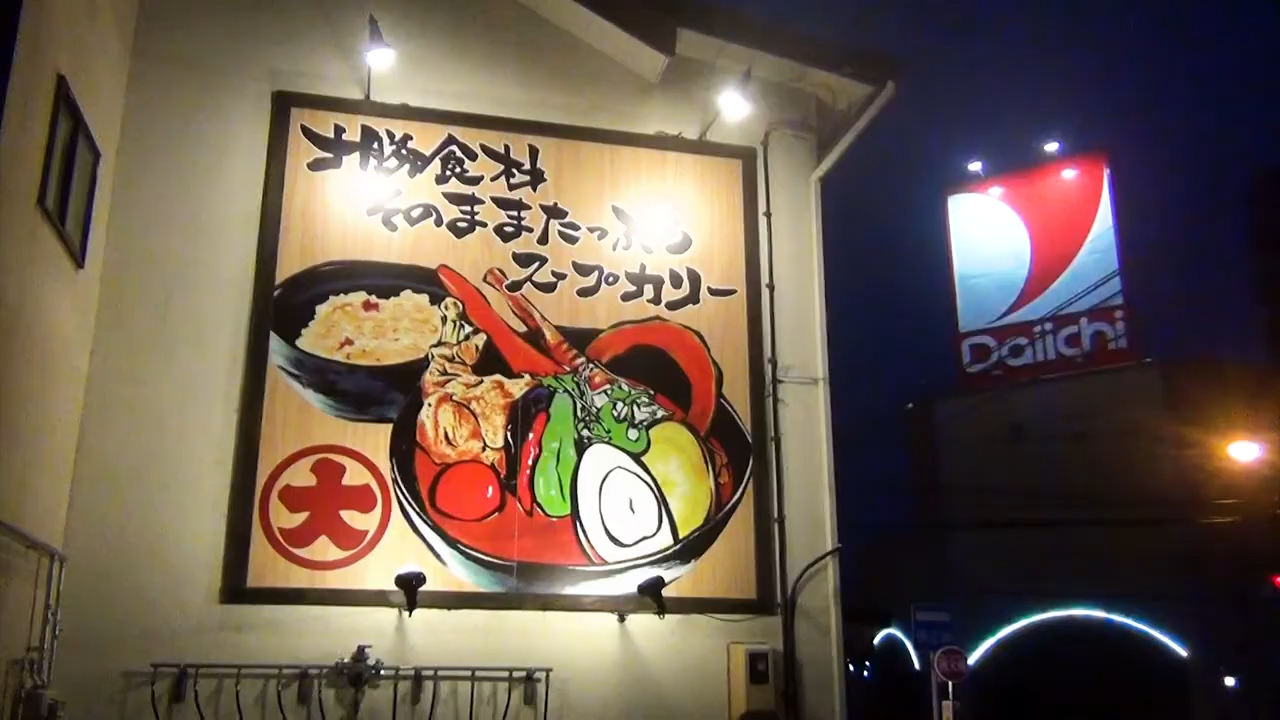 十勝食材
そのままたっぷり
スープカリー
大
Daiichi